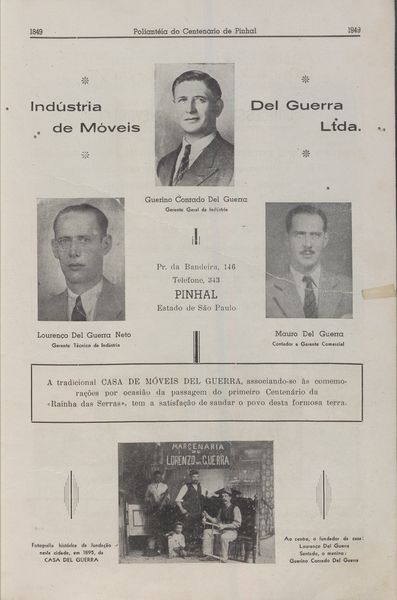 1849 Poliantéia do Centenário de Pinhal 1949
Indústria Del Guerra
de Móveis Ltda.
Guerino Conrado Del Guerra
Gerente Geral da Indústria
Pr. da Bandeira, 146
Telefone, 343
PINHAL
Estado de São Paulo
Lourenço Del Guerra Neto
Gerente Técnico da Indústria
Mauro Del Guerra
Contador e Gerente Comercial
A tradicional CASA DE MÓVEIS DEL GUERRA, associando-se às comemo-
rações por ocasião da passagem do primeiro Centenário da
«Rainha das Serras», tem a satisfação de saudar o povo desta formosa terra.
MARCENARIA
LORENZO DEL GUERRA
Fotografia histórica da fundação
nesta cidade, em 1895, da
CASA DEL GUERRA
Ao centro, o fundador da casa:
Lourenço Del Guerra
Sentado, o menino:
Guerino Conrado Del Guerra